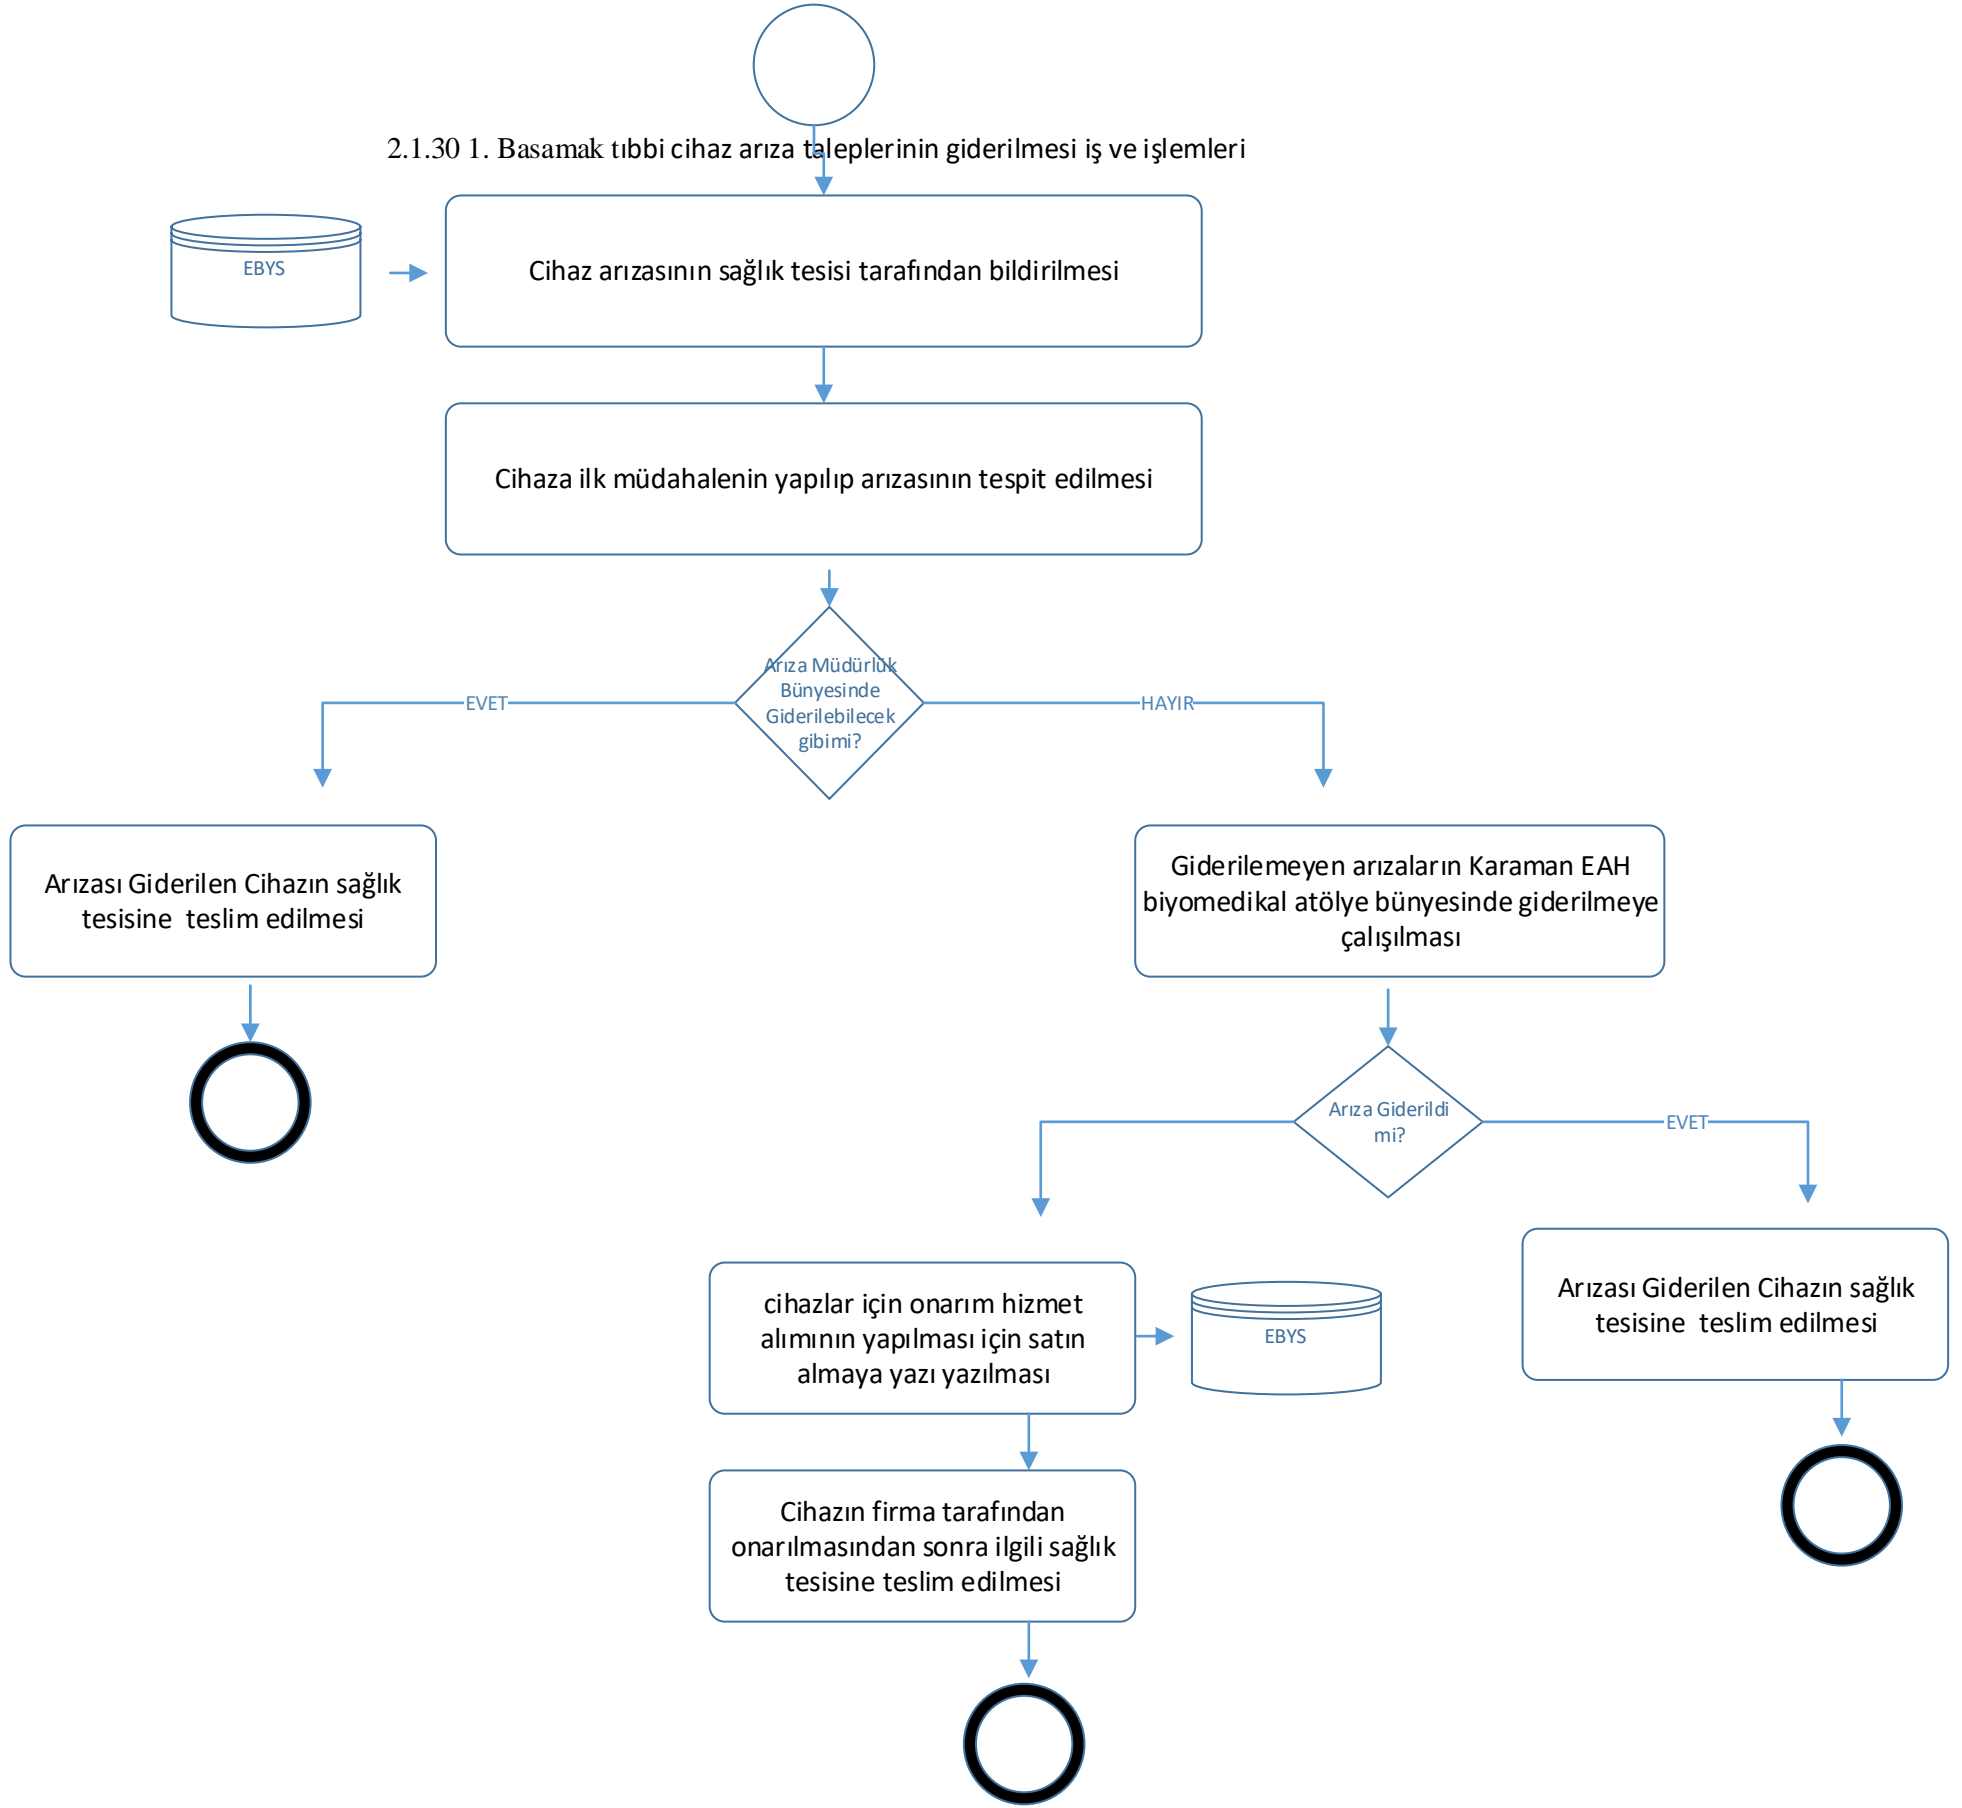 2.1.30 1. Basamak tıbbi cihaz arıza taleplerinin giderilmesi iş ve işlemleri
EBYS
Cihaz arızasının sağlık tesisi tarafından bildirilmesi
Cihaza ilk müdahalenin yapılıp arızasının tespit edilmesi
Arıza Müdürlük
Bünyesinde
Giderilebilecek
gibimi?
EVET
HAYIR
Arızası Giderilen Cihazın sağlık
tesisine teslim edilmesi
Giderilemeyen arızaların Karaman EAH
biyomedikal atölye bünyesinde giderilmeye
çalışılması
Arıza Giderildi
mi?
EVET
cihazlar için onarım hizmet
alımının yapılması için satın
almaya yazı yazılması
EBYS
Arızası Giderilen Cihazın sağlık
tesisine teslim edilmesi
Cihazın firma tarafından
onarılmasından sonra ilgili sağlık
tesisine teslim edilmesi